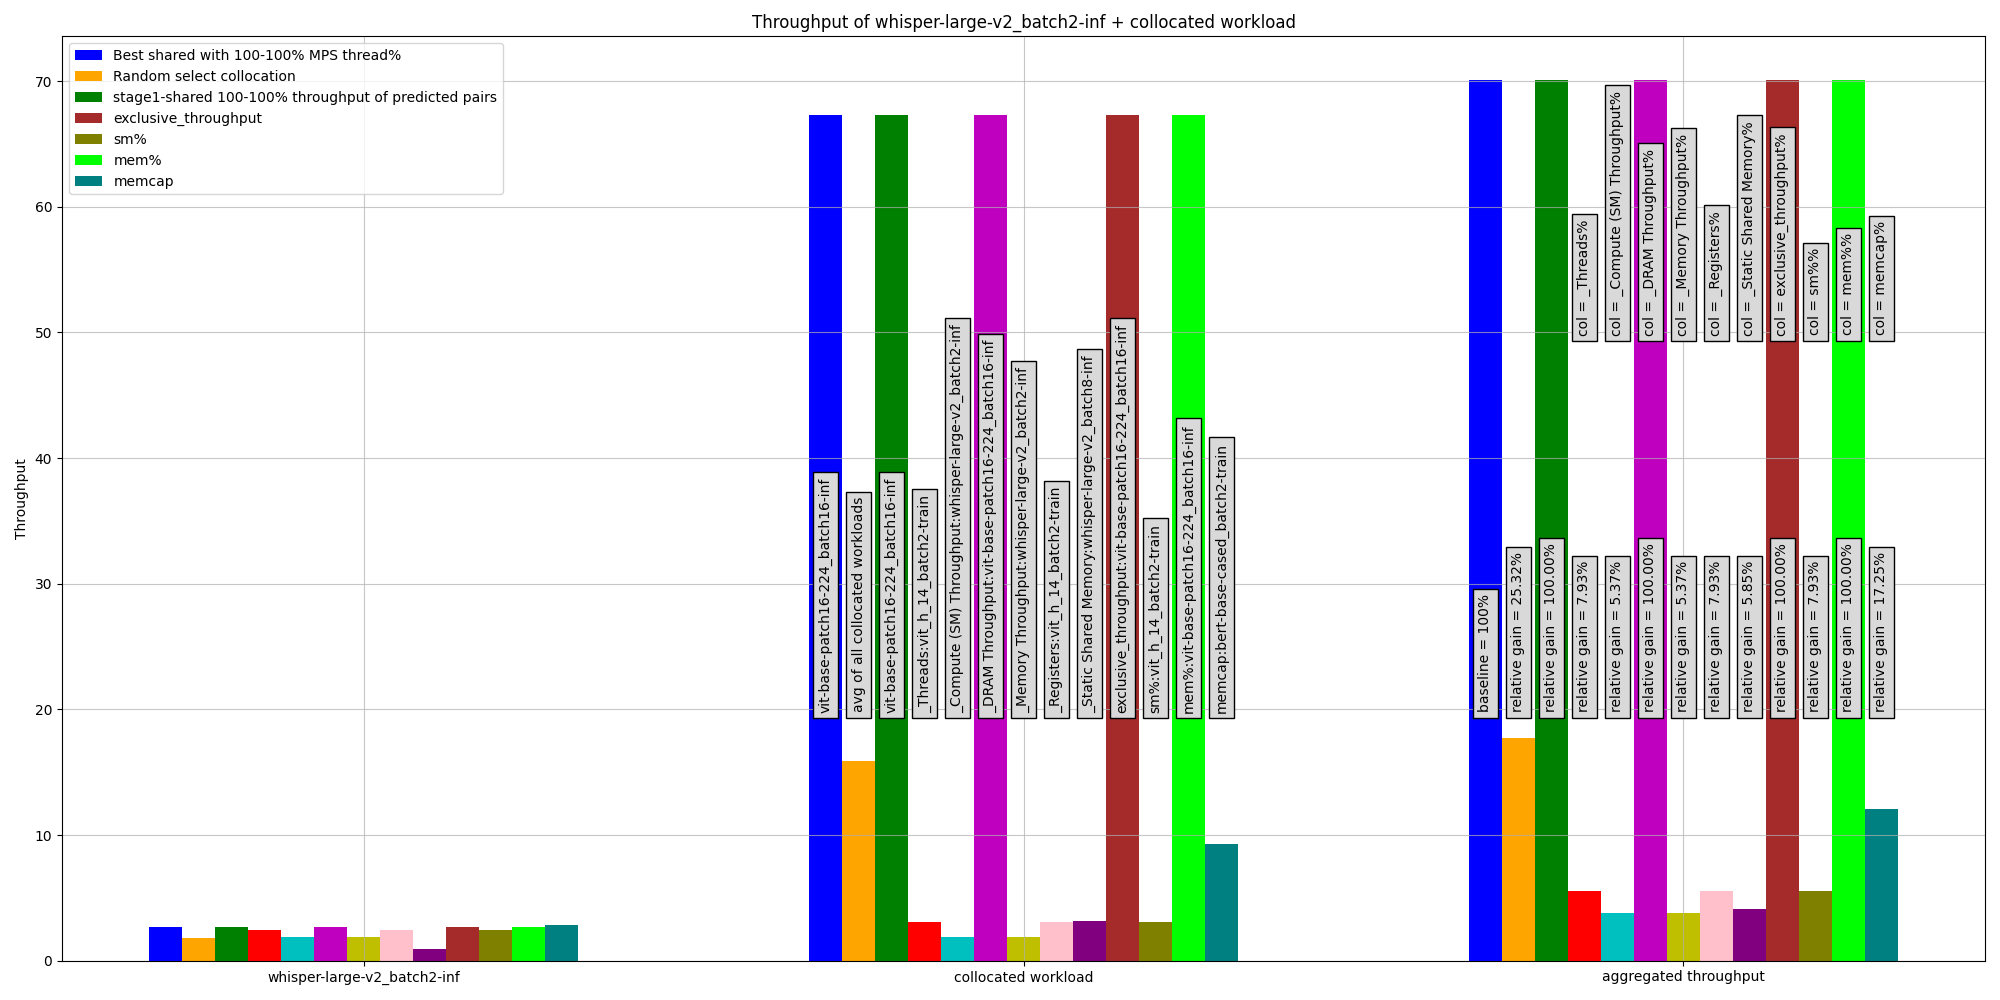 Throughput of whisper-large-v2_batch2-inf + collocated workload
Best shared with 100-100% MPS thread%
Random select collocation
stage1-shared 100-100% throughput of predicted pairs
exclusive_throughput
sm%
mem%
memcap
Throughput
70
60
50
40
30
20
10
0
vit-base-patch16-224_batch16-inf
avg of all collocated workloads
vit-base-patch16-224_batch16-inf
_Threads:vit_h_14_batch2-train
_Compute (SM) Throughput:whisper-large-v2_batch2-inf
_DRAM Throughput:vit-base-patch16-224_batch16-inf
_Memory Throughput:whisper-large-v2_batch2-inf
_Registers:vit_h_14_batch2-train
_Static Shared Memory:whisper-large-v2_batch8-inf
exclusive_throughput:vit-base-patch16-224_batch16-inf
sm%:vit_h_14_batch2-train
mem%:vit-base-patch16-224_batch16-inf
memcap:bert-base-cased_batch2-train
col = _Threads%
col = _Compute (SM) Throughput%
col = _DRAM Throughput%
col = _Memory Throughput%
col = _Registers%
col = _Static Shared Memory%
col = exclusive_throughput%
col = sm%%
col = mem%%
col = memcap%
baseline = 100%
relative gain = 25.32%
relative gain = 100.00%
relative gain = 7.93%
relative gain = 5.37%
relative gain = 100.00%
relative gain = 5.37%
relative gain = 7.93%
relative gain = 5.85%
relative gain = 100.00%
relative gain = 7.93%
relative gain = 100.00%
relative gain = 17.25%
whisper-large-v2_batch2-inf
collocated workload
aggregated throughput